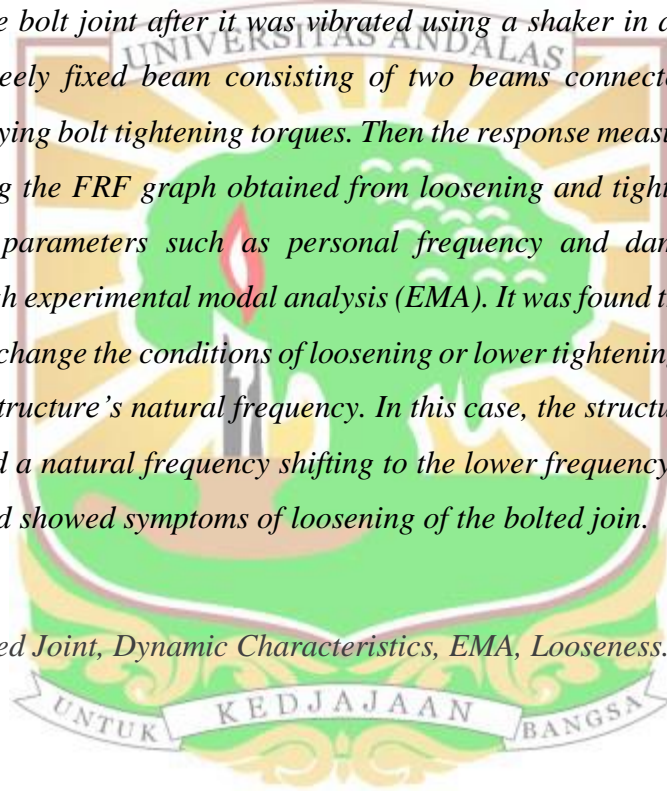 e bolt joint after it was vibrated using a shaker in a
UNIVERSITAS ANDALAS
eely fixed beam consisting of two beams connecte
ying bolt tightening torques. Then the response measu
g the FRF graph obtained from loosening and tight
parameters such as personal frequency and dam
h experimental modal analysis (EMA). It was found t
change the conditions of loosening or lower tightening
tructure's natural frequency. In this case, the structu
d a natural frequency shifting to the lower frequency
d showed symptoms of loosening of the bolted join.
ed Joint, Dynamic Characteristics, EMA, Looseness.
UNTUK KEDJAJAAN BANGSA